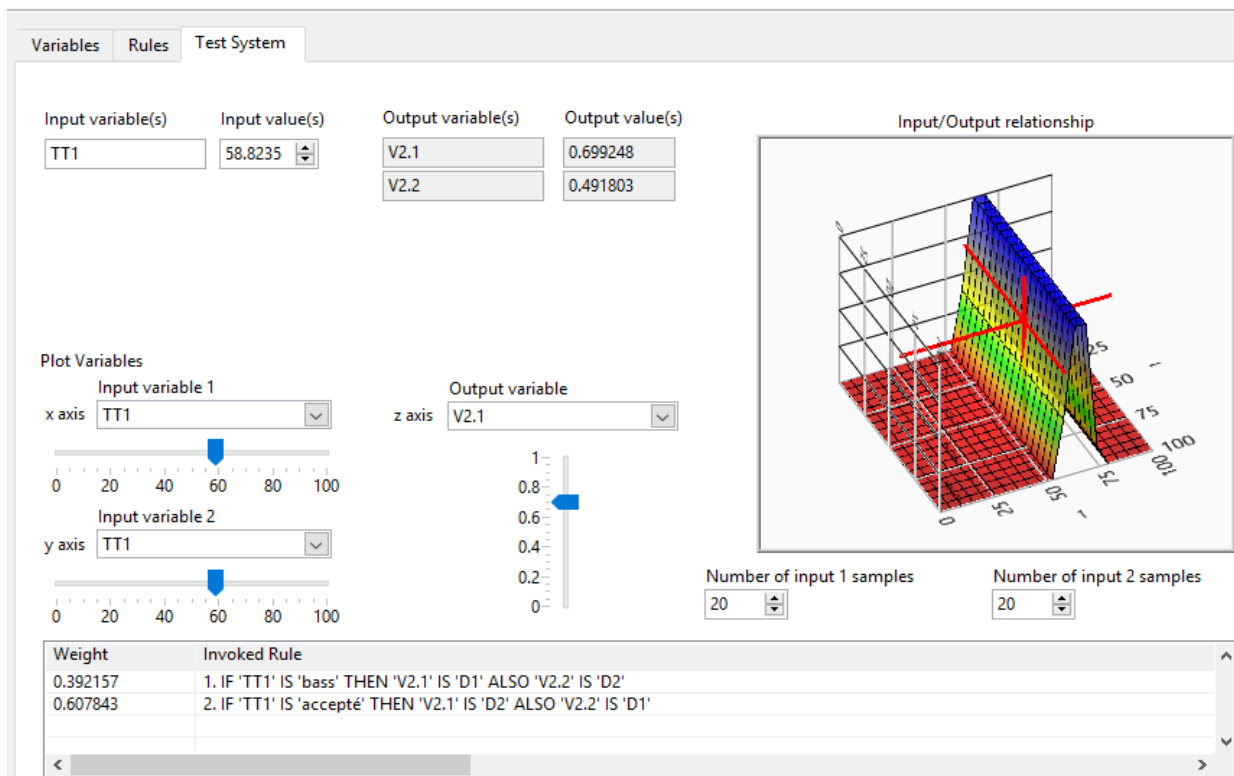 Variables Rules Test System
Input variable(s) Input value(s) Output variable(s) Output value(s)
TT1 58.8235 V2.1 0.699248
V2.2 0.491803
Input/Output relationship
0
25
50
75
100
1
0
25
50
75
100
1
Plot Variables
Input variable 1
x axis TT1
0 20 40 60 80 100
Input variable 2
y axis TT1
0 20 40 60 80 100
Output variable
z axis V2.1
1
0.8
0.6
0.4
0.2
0
Number of input 1 samples Number of input 2 samples
20 20
Weight Invoked Rule
0.392157 1. IF 'TT1' IS 'bass' THEN 'V2.1' IS 'D1' ALSO 'V2.2' IS 'D2'
0.607843 2. IF 'TT1' IS 'accepté' THEN 'V2.1' IS 'D2' ALSO 'V2.2' IS 'D1'